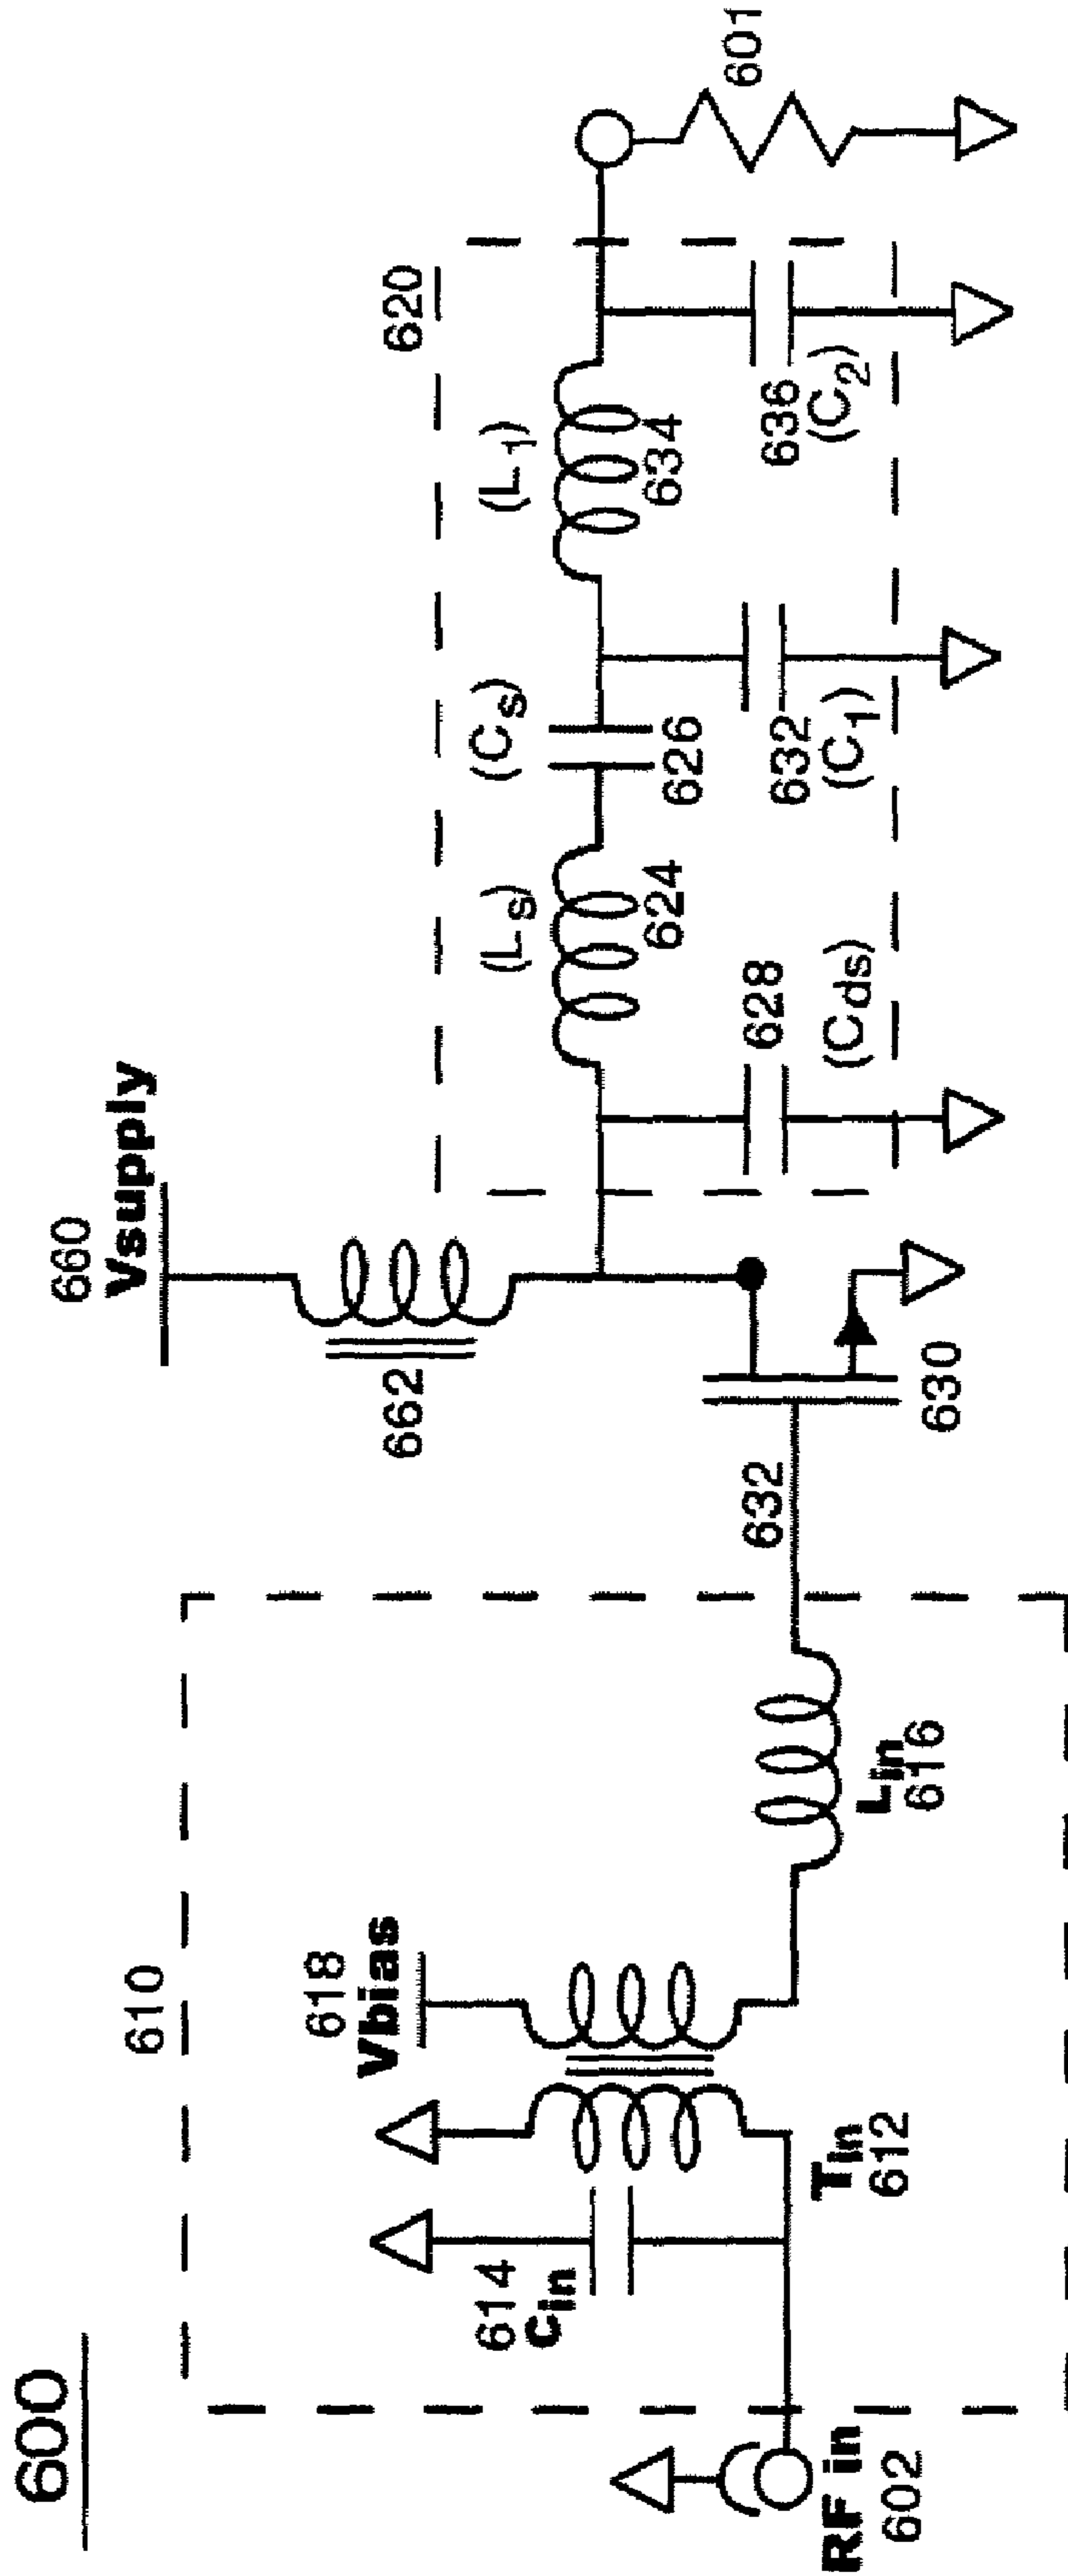 600
610
614
Cin
618
Vbias
Tin
612
Lin
616
RF in
602
632
630
660
Vsupply
662
620
(Ls)
624
(Cs)
626
(L1)
634
628
(Cds)
632
(C1)
636
(C2)
601